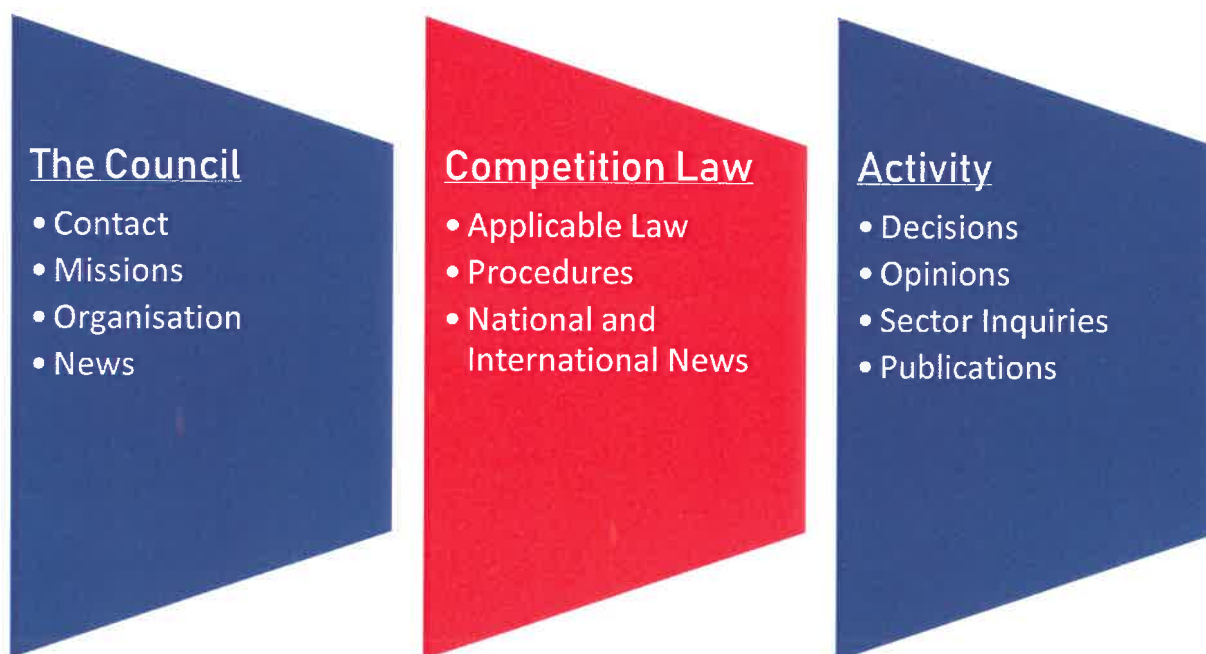 The Council
• Contact
• Missions
• Organisation
• News
Competition Law
• Applicable Law
• Procedures
• National and
International News
Activity
• Decisions
• Opinions
• Sector Inquiries
• Publications